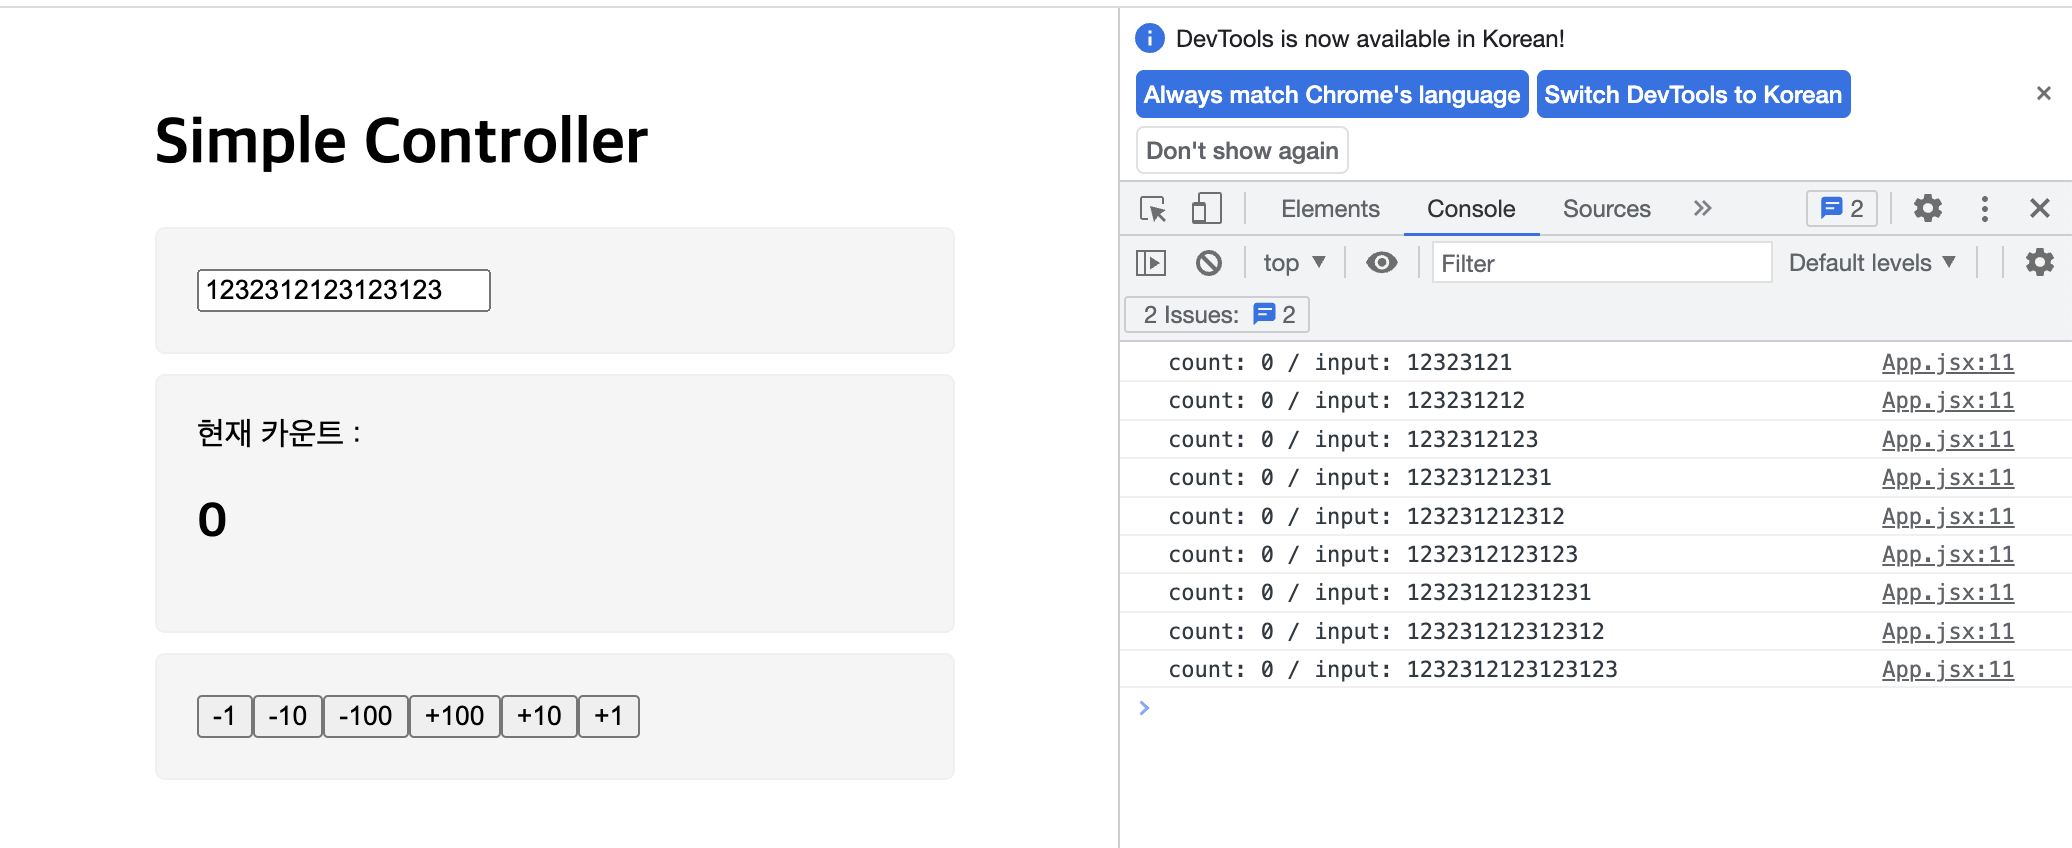 Simple Controller
1232312123123123
현재 카운트 :
0
-1 -10 -100 +100 +10 +1
DevTools is now available in Korean!
Always match Chrome's language Switch DevTools to Korean
Don't show again
Elements Console Sources 2
top Filter Default levels
2 Issues: 2
count: 0 / input: 12323121 App.jsx:11
count: 0 / input: 123231212 App.jsx:11
count: 0 / input: 1232312123 App.jsx:11
count: 0 / input: 12323121231 App.jsx:11
count: 0 / input: 123231212312 App.jsx:11
count: 0 / input: 1232312123123 App.jsx:11
count: 0 / input: 12323121231231 App.jsx:11
count: 0 / input: 123231212312312 App.jsx:11
count: 0 / input: 1232312123123123 App.jsx:11